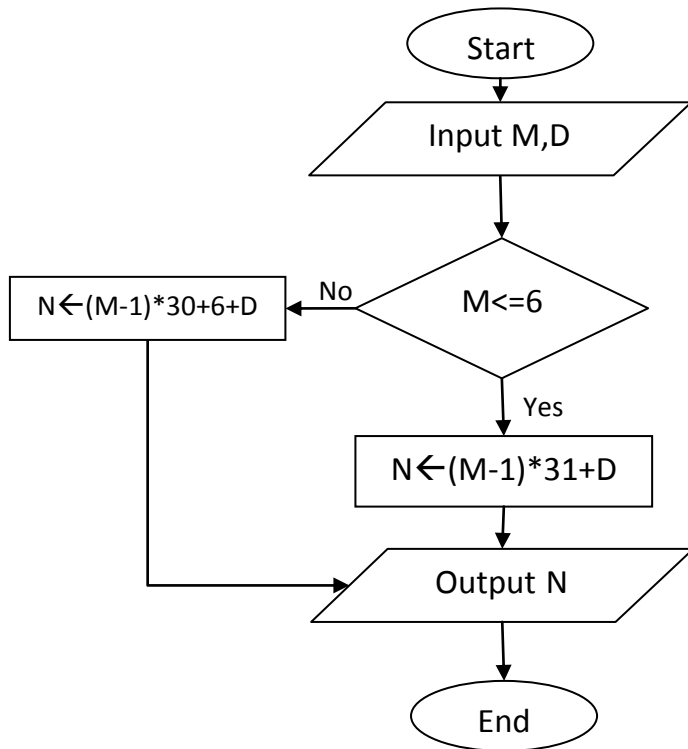 Start
Input M,D
M<=6
No
N←(M-1)*30+6+D
Yes
N←(M-1)*31+D
Output N
End